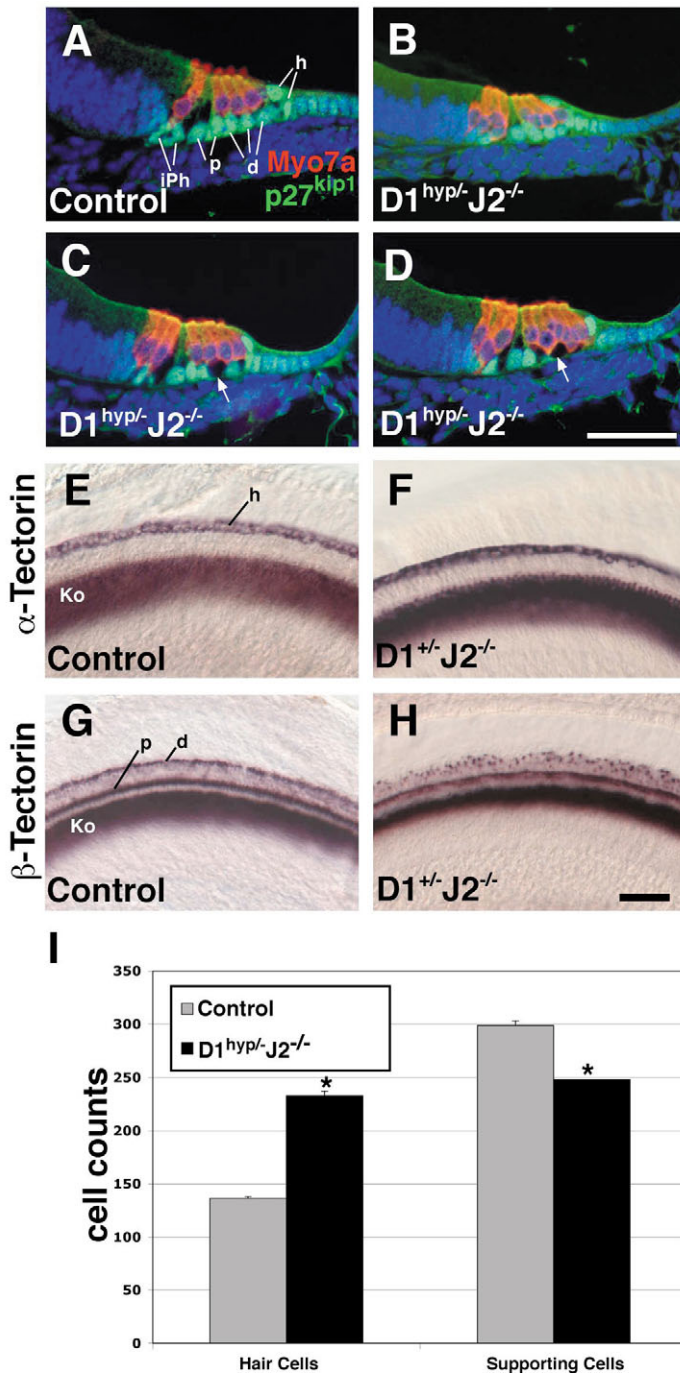 A
h
iPh
p
d
Myo7a
p27kip1
Control
B
D1hyp/-J2-/-
C
D1hyp/-J2-/-
D
D1hyp/-J2-/-
α-Tectorin
E
h
Ko
Control
F
D1+/-J2-/-
β-Tectorin
G
p
d
Ko
Control
H
D1+/-J2-/-
I
cell counts
350
300
250
200
150
100
50
0
Control
D1hyp/-J2-/-
*
*
Hair Cells
Supporting Cells